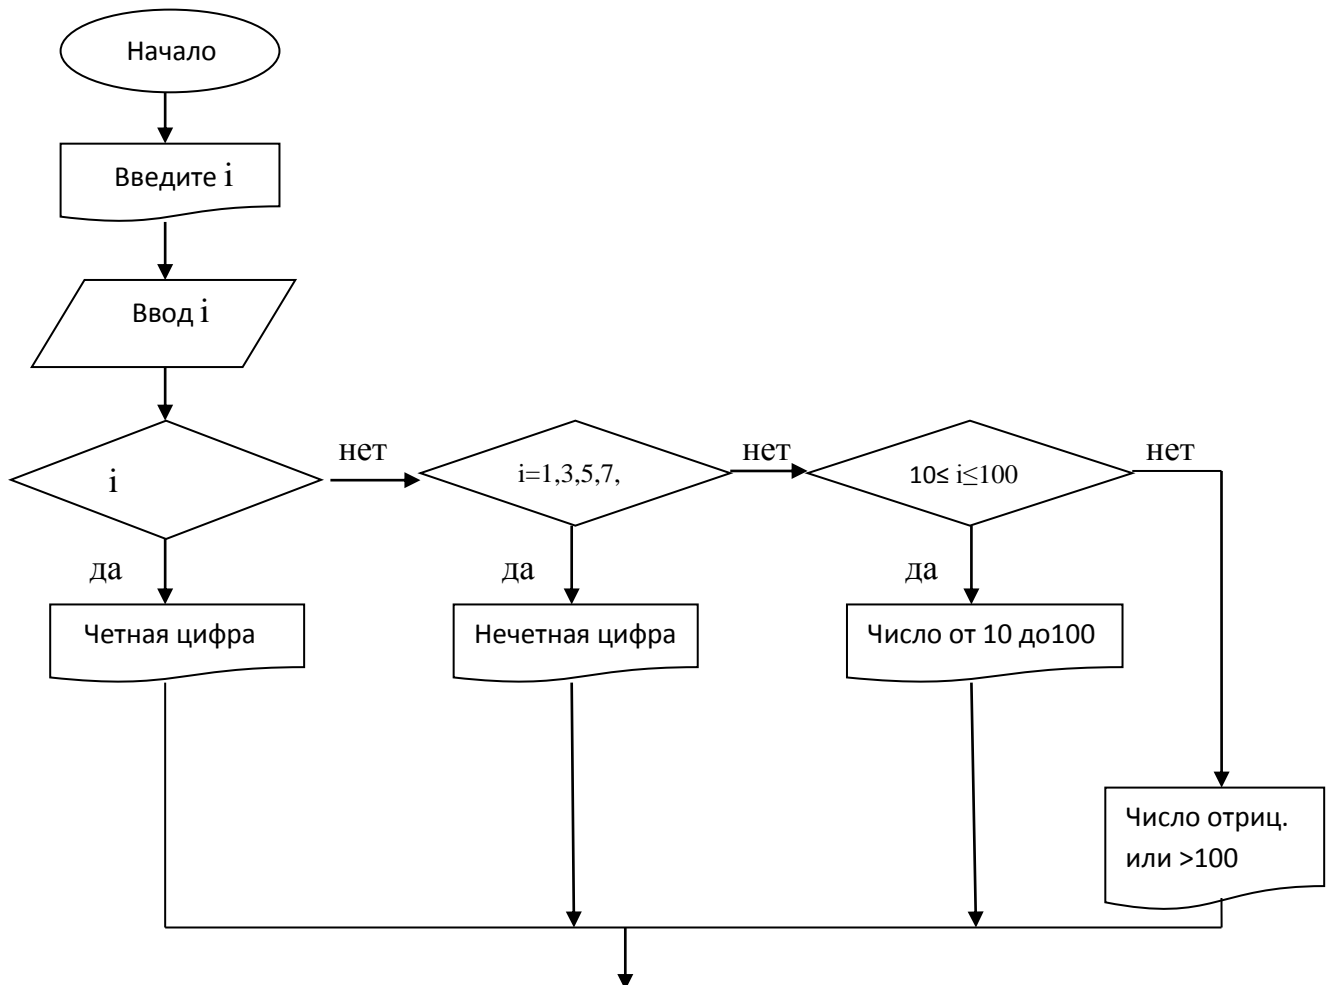 Начало
Введите i
Ввод i
i
нет
i=1,3,5,7,
нет
10≤ i≤100
нет
да
да
да
Четная цифра
Нечетная цифра
Число от 10 до100
Число отриц.
или >100